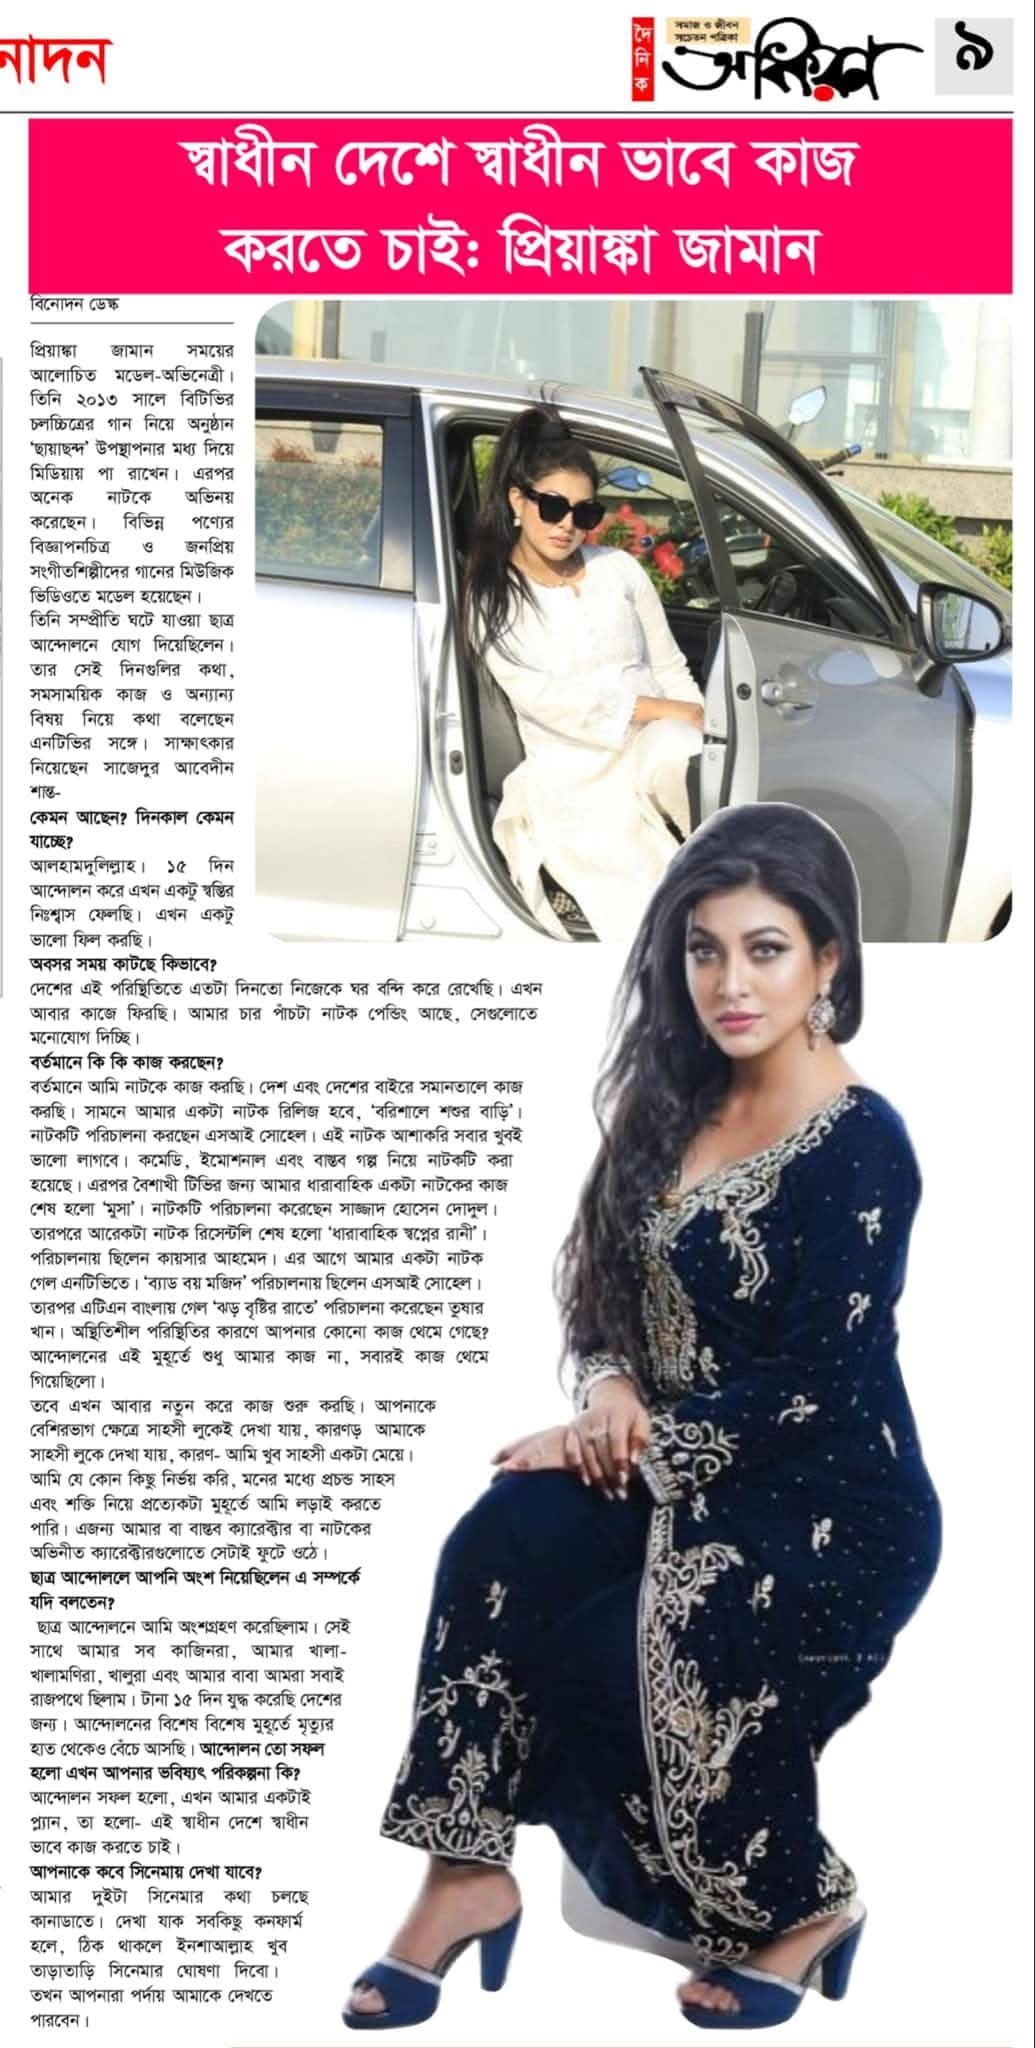 নাদন
দৈনিক
সমাজ ও জীবন
সচেতন পত্রিকা
৯
স্বাধীন দেশে স্বাধীন ভাবে কাজ
করতে চাই: প্রিয়াঙ্কা জামান
বিনোদন ডেস্ক
প্রিয়াঙ্কা জামান সময়ের
আলোচিত মডেল-অভিনেত্রী।
তিনি ২০১৩ সালে বিটিভির
চলচ্চিত্রের গান নিয়ে অনুষ্ঠান
‘ছায়াছন্দ’ উপস্থাপনার মধ্য দিয়ে
মিডিয়ায় পা রাখেন। এরপর
অনেক নাটকে অভিনয়
করেছেন। বিভিন্ন পণ্যের
বিজ্ঞাপনচিত্র ও জনপ্রিয়
সংগীতশিল্পীদের গানের মিউজিক
ভিডিওতে মডেল হয়েছেন।
তিনি সম্প্রীতি ঘটে যাওয়া ছাত্র
আন্দোলনে যোগ দিয়েছিলেন।
তার সেই দিনগুলির কথা,
সমসাময়িক কাজ ও অন্যান্য
বিষয় নিয়ে কথা বলেছেন
এনটিভির সঙ্গে। সাক্ষাৎকার
নিয়েছেন সাজেদুর আবেদীন
শান্ত-
কেমন আছেন? দিনকাল কেমন
যাচ্ছে?
আলহামদুলিল্লাহ। ১৫ দিন
আন্দোলন করে এখন একটু স্বস্তির
নিঃশ্বাস ফেলছি। এখন একটু
ভালো ফিল করছি।
অবসর সময় কাটছে কিভাবে?
দেশের এই পরিস্থিতিতে এতটা দিনতো নিজেকে ঘর বন্দি করে রেখেছি। এখন
আবার কাজে ফিরছি। আমার চার পাঁচটা নাটক পেন্ডিং আছে, সেগুলোতে
মনোযোগ দিচ্ছি।
বর্তমানে কি কি কাজ করছেন?
বর্তমানে আমি নাটকে কাজ করছি। দেশ এবং দেশের বাইরে সমানতালে কাজ
করছি। সামনে আমার একটা নাটক রিলিজ হবে, ‘বরিশালে শশুর বাড়ি’।
নাটকটি পরিচালনা করছেন এসআই সোহেল। এই নাটক আশাকরি সবার খুবই
ভালো লাগবে। কমেডি, ইমোশনাল এবং বাস্তব গল্প নিয়ে নাটকটি করা
হয়েছে। এরপর বৈশাখী টিভির জন্য আমার ধারাবাহিক একটা নাটকের কাজ
শেষ হলো ‘মুসা’। নাটকটি পরিচালনা করেছেন সাজ্জাদ হোসেন দোদুল।
তারপরে আরেকটা নাটক রিসেন্টলি শেষ হলো ‘ধারাবাহিক স্বপ্নের রানী’।
পরিচালনায় ছিলেন কায়সার আহমেদ। এর আগে আমার একটা নাটক
গেল এনটিভিতে। ‘ব্যাড বয় মজিদ’ পরিচালনায় ছিলেন এসআই সোহেল।
তারপর এটিএন বাংলায় গেল ‘ঝড় বৃষ্টির রাতে’ পরিচালনা করেছেন তুষার
খান। অস্থিতিশীল পরিস্থিতির কারণে আপনার কোনো কাজ থেমে গেছে?
আন্দোলনের এই মুহূর্তে শুধু আমার কাজ না, সবারই কাজ থেমে
গিয়েছিলো।
তবে এখন আবার নতুন করে কাজ শুরু করছি। আপনাকে
বেশিরভাগ ক্ষেত্রে সাহসী লুকেই দেখা যায়, কারণড় আমাকে
সাহসী লুকে দেখা যায়, কারণ- আমি খুব সাহসী একটা মেয়ে।
আমি যে কোন কিছু নির্ভয় করি, মনের মধ্যে প্রচন্ড সাহস
এবং শক্তি নিয়ে প্রত্যেকটা মুহূর্তে আমি লড়াই করতে
পারি। এজন্য আমার বা বাস্তব ক্যারেক্টার বা নাটকের
অভিনীত ক্যারেক্টারগুলোতে সেটাই ফুটে ওঠে।
ছাত্র আন্দোললে আপনি অংশ নিয়েছিলেন এ সম্পর্কে
যদি বলতেন?
ছাত্র আন্দোলনে আমি অংশগ্রহণ করেছিলাম। সেই
সাথে আমার সব কাজিনরা, আমার খালা-
খালামণিরা, খালুরা এবং আমার বাবা আমরা সবাই
রাজপথে ছিলাম। টানা ১৫ দিন যুদ্ধ করেছি দেশের
জন্য। আন্দোলনের বিশেষ বিশেষ মুহূর্তে মৃত্যুর
হাত থেকেও বেঁচে আসছি। আন্দোলন তো সফল
হলো এখন আপনার ভবিষ্যৎ পরিকল্পনা কি?
আন্দোলন সফল হলো, এখন আমার একটাই
প্ল্যান, তা হলো- এই স্বাধীন দেশে স্বাধীন
ভাবে কাজ করতে চাই।
আপনাকে কবে সিনেমায় দেখা যাবে?
আমার দুইটা সিনেমার কথা চলছে
কানাডাতে। দেখা যাক সবকিছু কনফার্ম
হলে, ঠিক থাকলে ইনশাআল্লাহ খুব
তাড়াতাড়ি সিনেমার ঘোষণা দিবো।
তখন আপনারা পর্দায় আমাকে দেখতে
পারবেন।